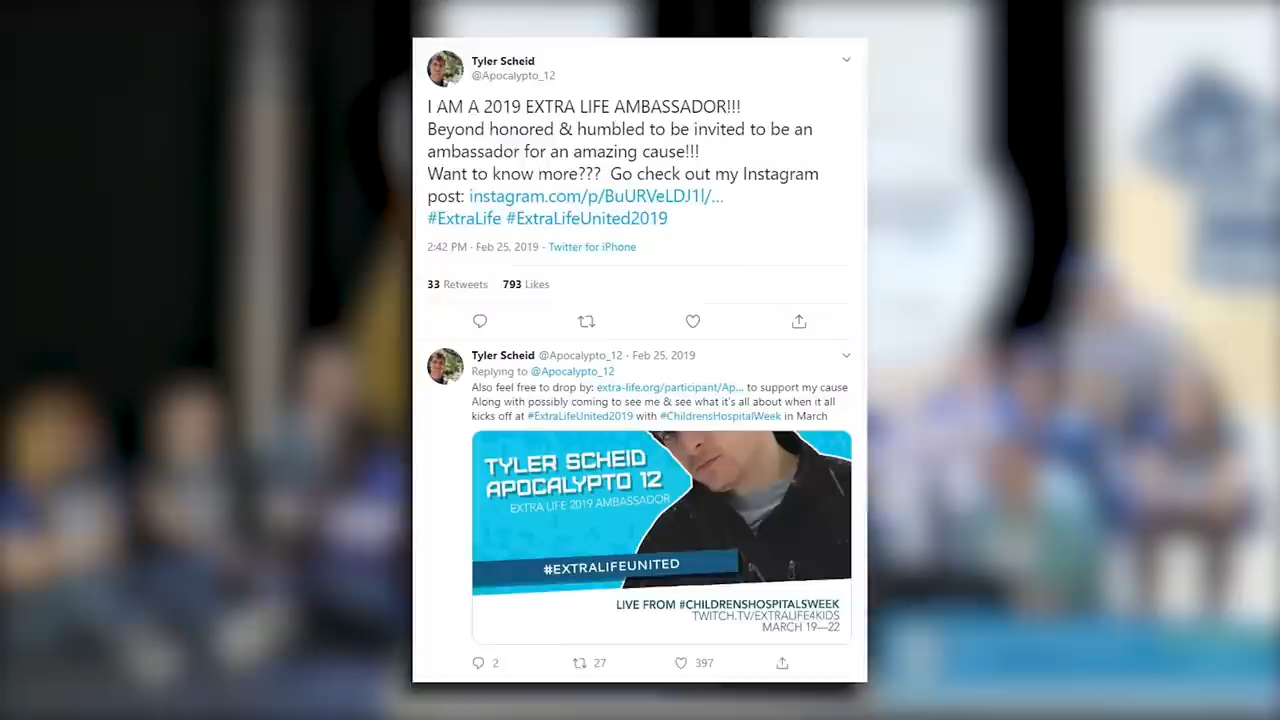 Tyler Scheid
@Apocalypto_12
I AM A 2019 EXTRA LIFE AMBASSADOR!!!
Beyond honored & humbled to be invited to be an
ambassador for an amazing cause!!!
Want to know more???  Go check out my Instagram
post: instagram.com/p/BuURVeLDJ1l/...
#ExtraLife #ExtraLifeUnited2019
2:42 PM · Feb 25, 2019 · Twitter for iPhone
33 Retweets 793 Likes
Tyler Scheid @Apocalypto_12 · Feb 25, 2019
Replying to @Apocalypto_12
Also feel free to drop by: extra-life.org/participant/Ap... to support my cause
Along with possibly coming to see me & see what it's all about when it all
kicks off at #ExtraLifeUnited2019 with #ChildrensHospitalWeek in March
TYLER SCHEID
APOCALYPTO 12
EXTRA LIFE 2019 AMBASSADOR
#EXTRALIFEUNITED
LIVE FROM #CHILDRENSHOSPITALSWEEK
TWITCH.TV/EXTRALIFE4KIDS
MARCH 19—22
2 27 397